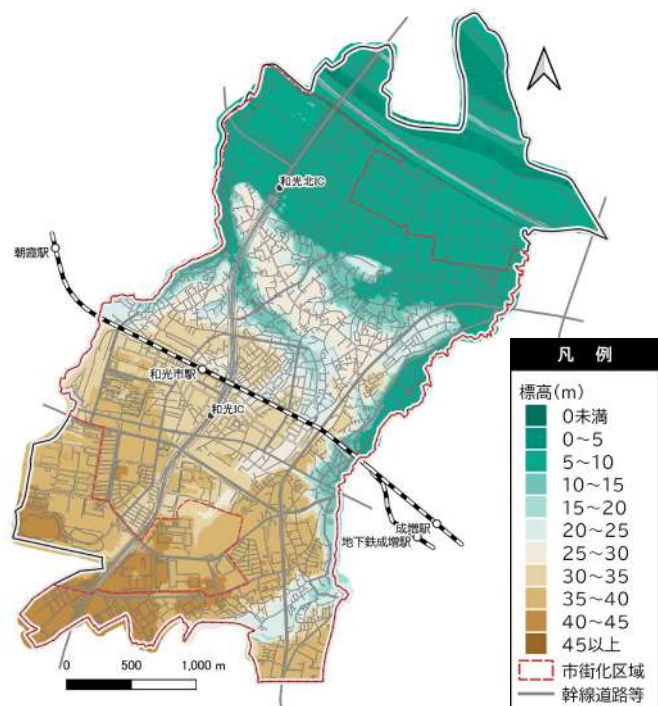 和光北IC
朝霞駅
和光市駅
和光IC
成増駅
地下鉄成増駅
0 500 1,000 m
凡 例
標高(m)
0未満
0~5
5~10
10~15
15~20
20~25
25~30
30~35
35~40
40~45
45以上
市街化区域
幹線道路等